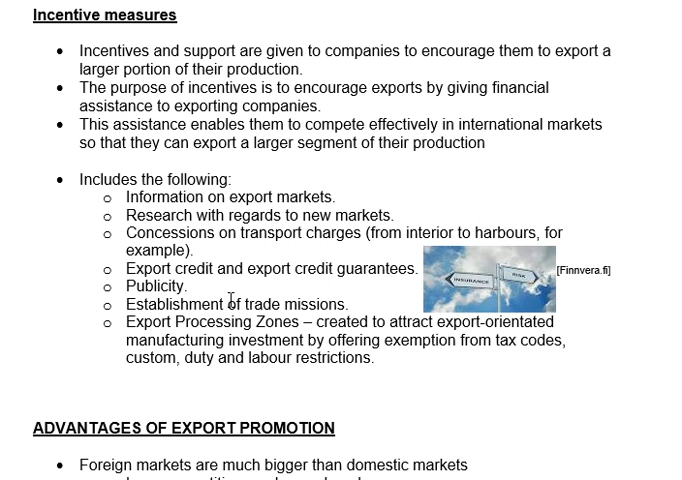 Incentive measures
• Incentives and support are given to companies to encourage them to export a
larger portion of their production.
• The purpose of incentives is to encourage exports by giving financial
assistance to exporting companies.
• This assistance enables them to compete effectively in international markets
so that they can export a larger segment of their production
• Includes the following:
o Information on export markets.
o Research with regards to new markets.
o Concessions on transport charges (from interior to harbours, for
example).
o Export credit and export credit guarantees.
INSURANCE
RISK
[Finnvera.fi]
o Publicity.
o Establishment of trade missions.
o Export Processing Zones – created to attract export-orientated
manufacturing investment by offering exemption from tax codes,
custom, duty and labour restrictions.
ADVANTAGES OF EXPORT PROMOTION
• Foreign markets are much bigger than domestic markets